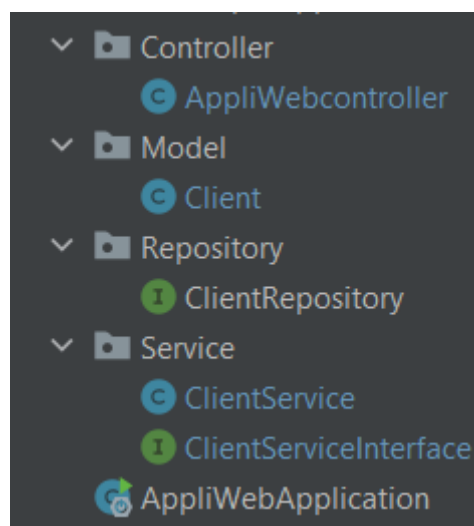 Controller
AppliWebcontroller
Model
Client
Repository
ClientRepository
Service
ClientService
ClientServiceInterface
AppliWebApplication